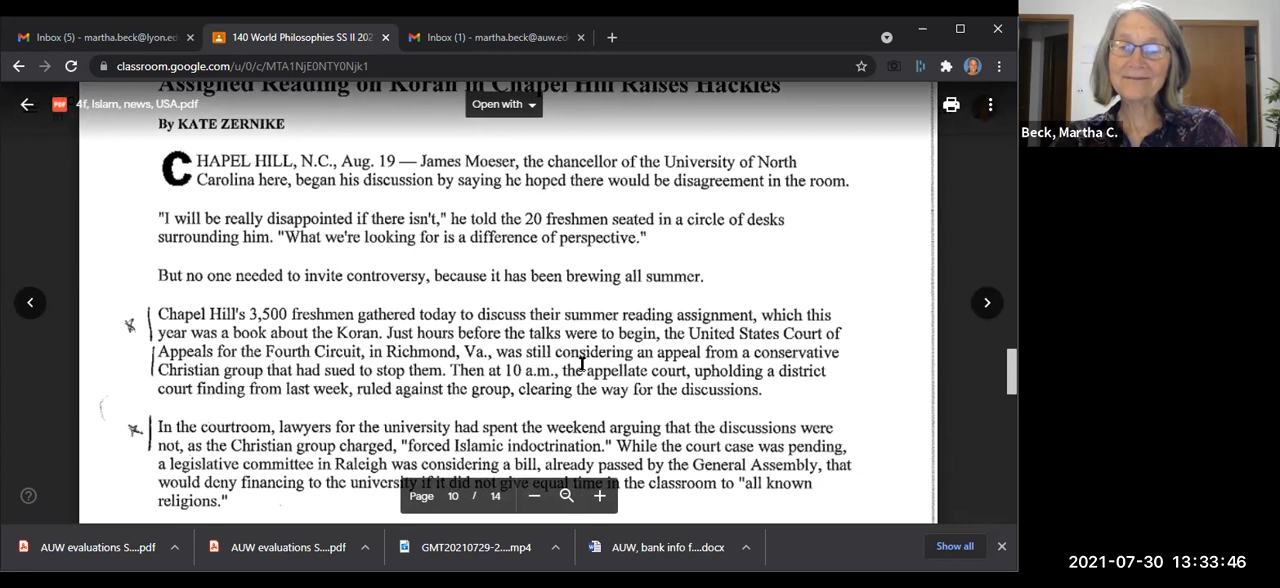 Inbox (5) - martha.beck@lyon.ed
140 World Philosophies SS II 202
Inbox (1) - martha.beck@auw.ed
classroom.google.com/u/0/c/MTA1NjE0NTY0Njk1
Assigned Reading on Koran in Chapel Hill Raises Hackles
PDF
4f, Islam, news, USA.pdf
Open with
By KATE ZERNIKE
CHAPEL HILL, N.C., Aug. 19 — James Moeser, the chancellor of the University of North
Carolina here, began his discussion by saying he hoped there would be disagreement in the room.
"I will be really disappointed if there isn't," he told the 20 freshmen seated in a circle of desks
surrounding him. "What we're looking for is a difference of perspective."
But no one needed to invite controversy, because it has been brewing all summer.
Chapel Hill's 3,500 freshmen gathered today to discuss their summer reading assignment, which this
year was a book about the Koran. Just hours before the talks were to begin, the United States Court of
Appeals for the Fourth Circuit, in Richmond, Va., was still considering an appeal from a conservative
Christian group that had sued to stop them. Then at 10 a.m., the appellate court, upholding a district
court finding from last week, ruled against the group, clearing the way for the discussions.
In the courtroom, lawyers for the university had spent the weekend arguing that the discussions were
not, as the Christian group charged, "forced Islamic indoctrination." While the court case was pending,
a legislative committee in Raleigh was considering a bill, already passed by the General Assembly, that
would deny financing to the university if it did not give equal time in the classroom to "all known
religions."
Page 10 / 14
AUW evaluations S....pdf
AUW evaluations S....pdf
GMT20210729-2....mp4
AUW, bank info f....docx
Show all
Beck, Martha C.
2021-07-30 13:33:46